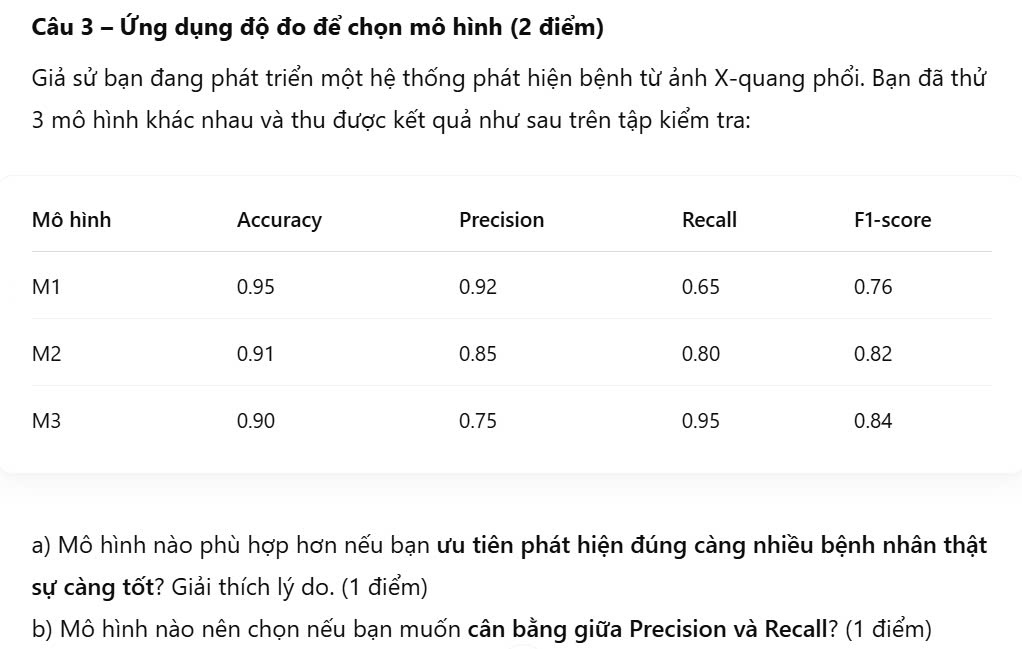 Câu 3 – Ứng dụng độ đo để chọn mô hình (2 điểm)
Giả sử bạn đang phát triển một hệ thống phát hiện bệnh từ ảnh X-quang phổi. Bạn đã thử
3 mô hình khác nhau và thu được kết quả như sau trên tập kiểm tra:
Mô hình Accuracy Precision Recall F1-score
M1 0.95 0.92 0.65 0.76
M2 0.91 0.85 0.80 0.82
M3 0.90 0.75 0.95 0.84
a) Mô hình nào phù hợp hơn nếu bạn ưu tiên phát hiện đúng càng nhiều bệnh nhân thật
sự càng tốt? Giải thích lý do. (1 điểm)
b) Mô hình nào nên chọn nếu bạn muốn cân bằng giữa Precision và Recall? (1 điểm)